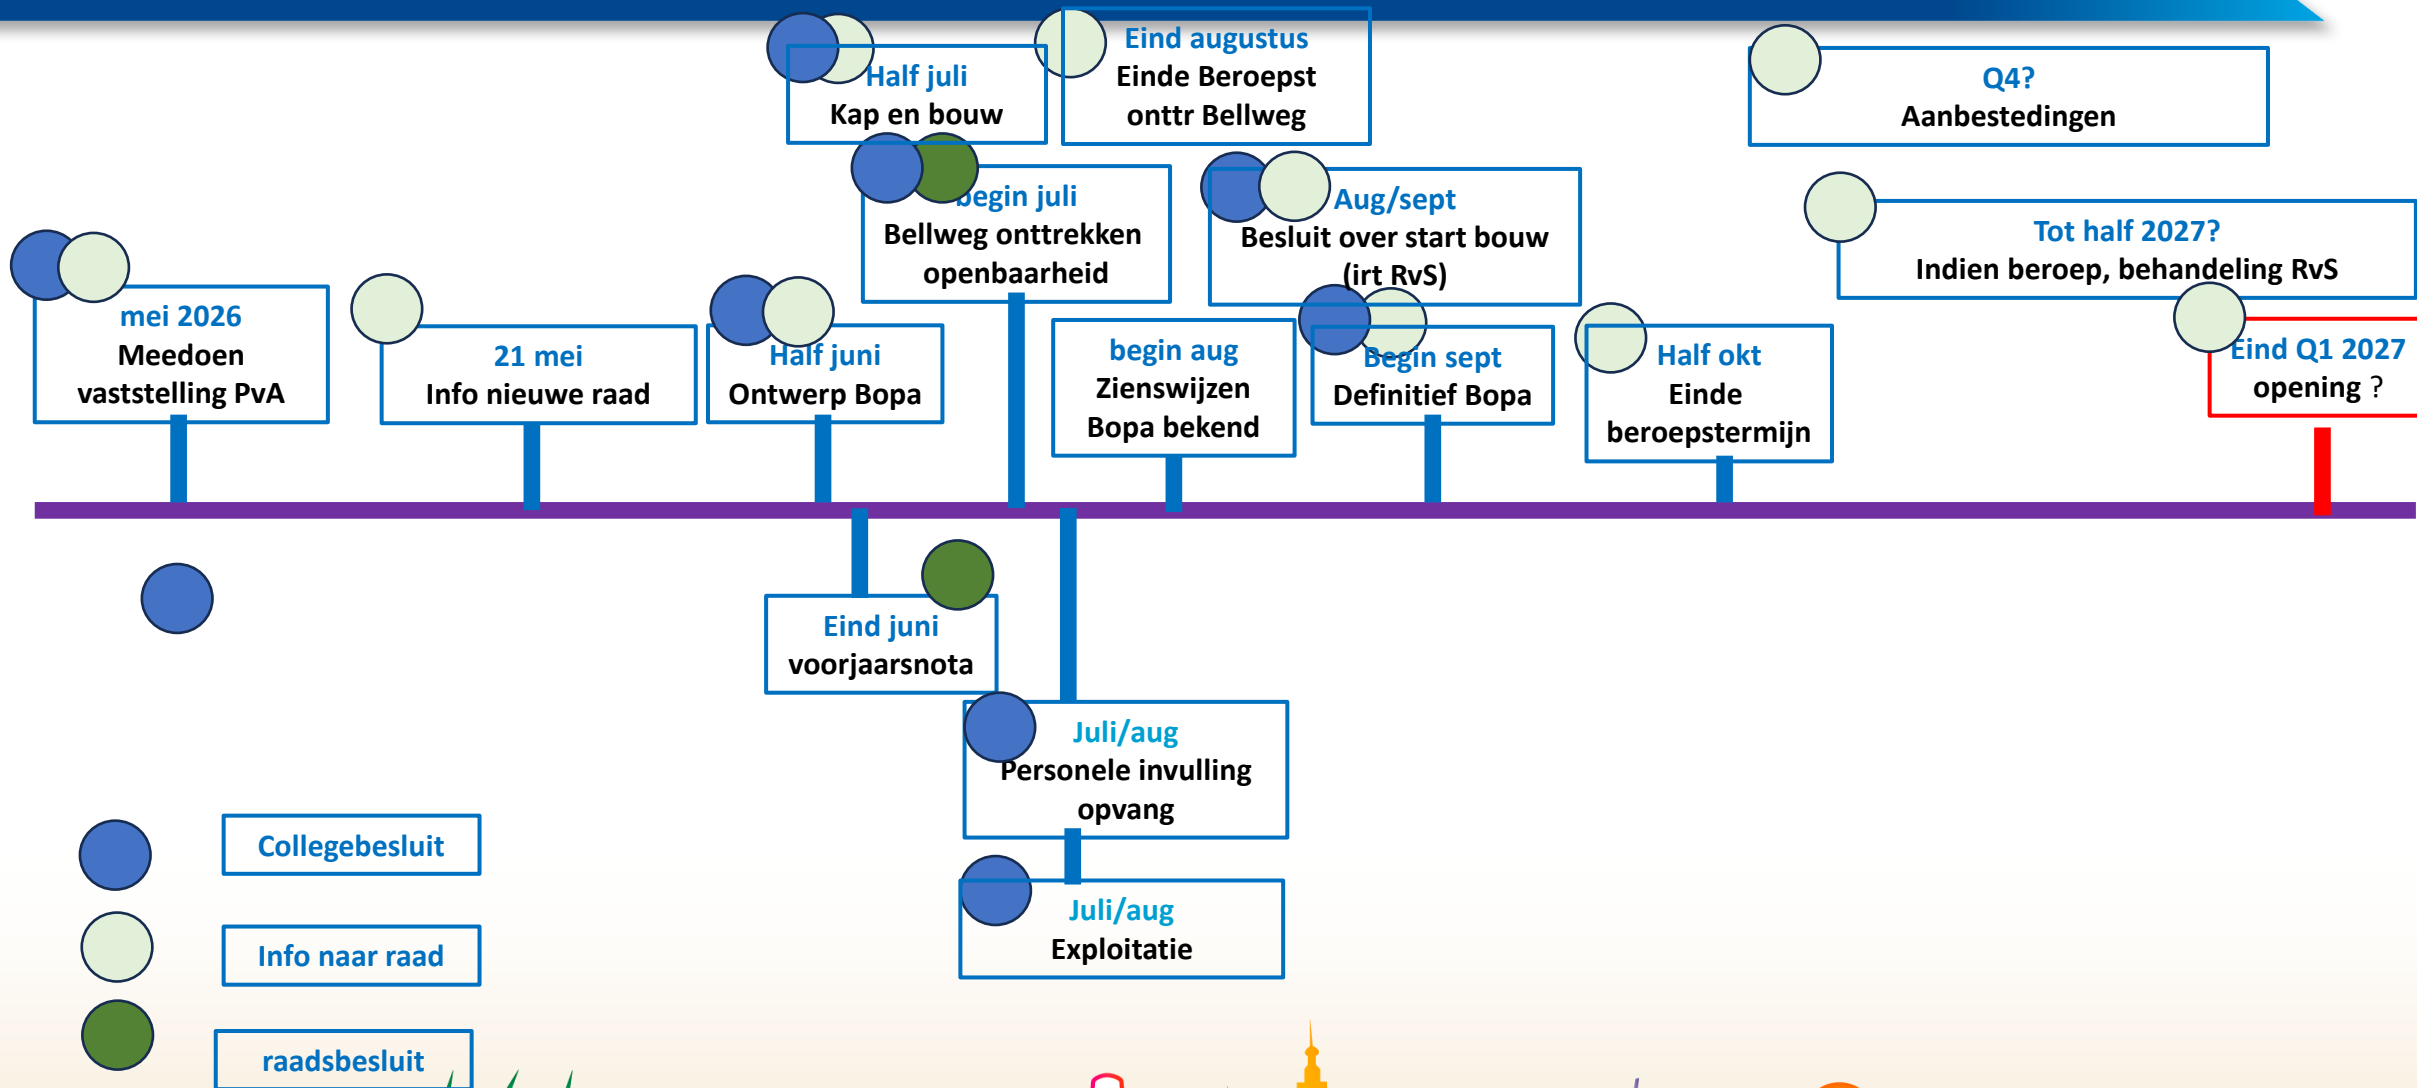 Half juli
Kap en bouw
Eind augustus
Einde Beroepst
onttr Bellweg
Q4?
Aanbestedingen
begin juli
Bellweg onttrekken
openbaarheid
Aug/sept
Besluit over start bouw
(irt RvS)
Tot half 2027?
Indien beroep, behandeling RvS
mei 2026
Meedoen
vaststelling PvA
21 mei
Info nieuwe raad
Half juni
Ontwerp Bopa
begin aug
Zienswijzen
Bopa bekend
Begin sept
Definitief Bopa
Half okt
Einde
beroepstermijn
Eind Q1 2027
opening ?
Eind juni
voorjaarsnota
Juli/aug
Personele invulling
opvang
Juli/aug
Exploitatie
Collegebesluit
Info naar raad
raadsbesluit